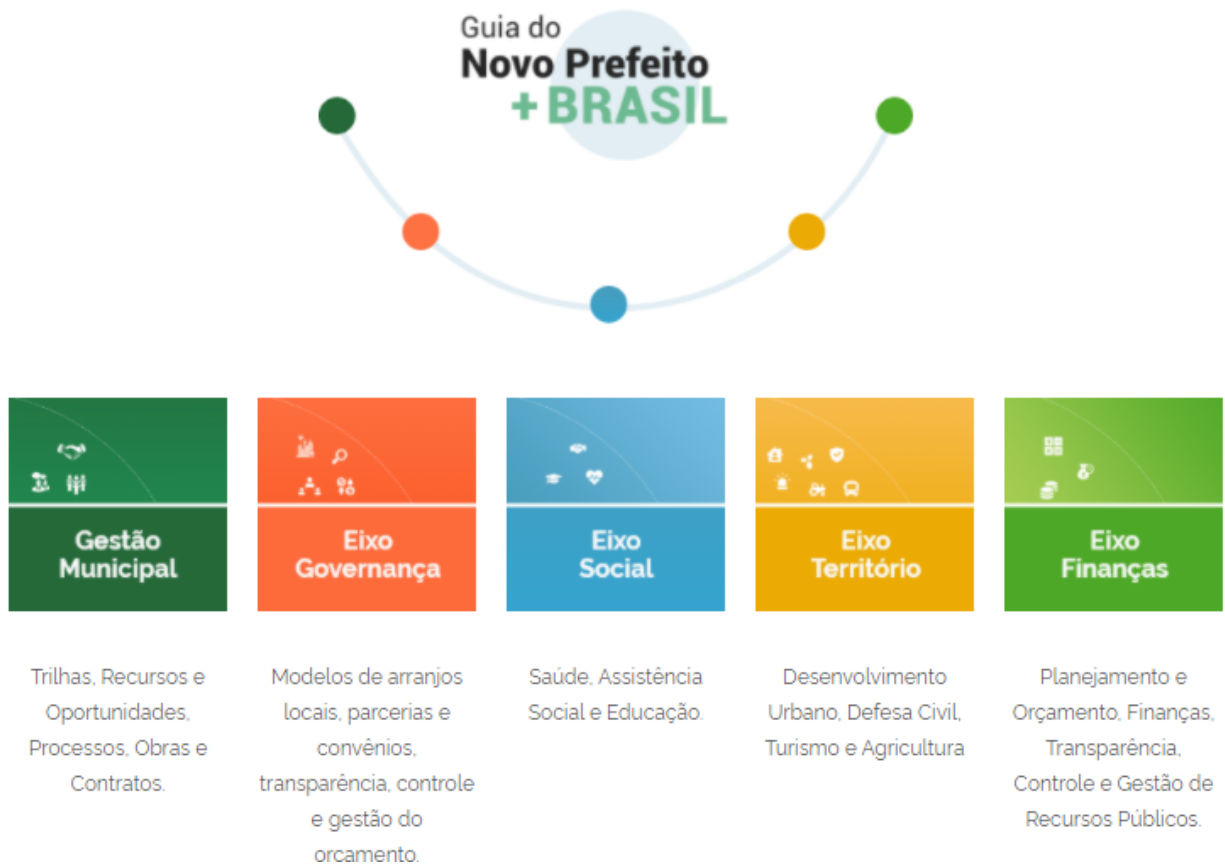 Guia do
Novo Prefeito
+BRASIL
Gestão
Municipal
Trilhas, Recursos e
Oportunidades,
Processos, Obras e
Contratos.
Eixo
Governança
Modelos de arranjos
locais, parcerias e
convênios,
transparência, controle
e gestão do
orçamento.
Eixo
Social
Saúde, Assistência
Social e Educação.
Eixo
Território
Desenvolvimento
Urbano, Defesa Civil,
Turismo e Agricultura
Eixo
Finanças
Planejamento e
Orçamento, Finanças,
Transparência,
Controle e Gestão de
Recursos Públicos.